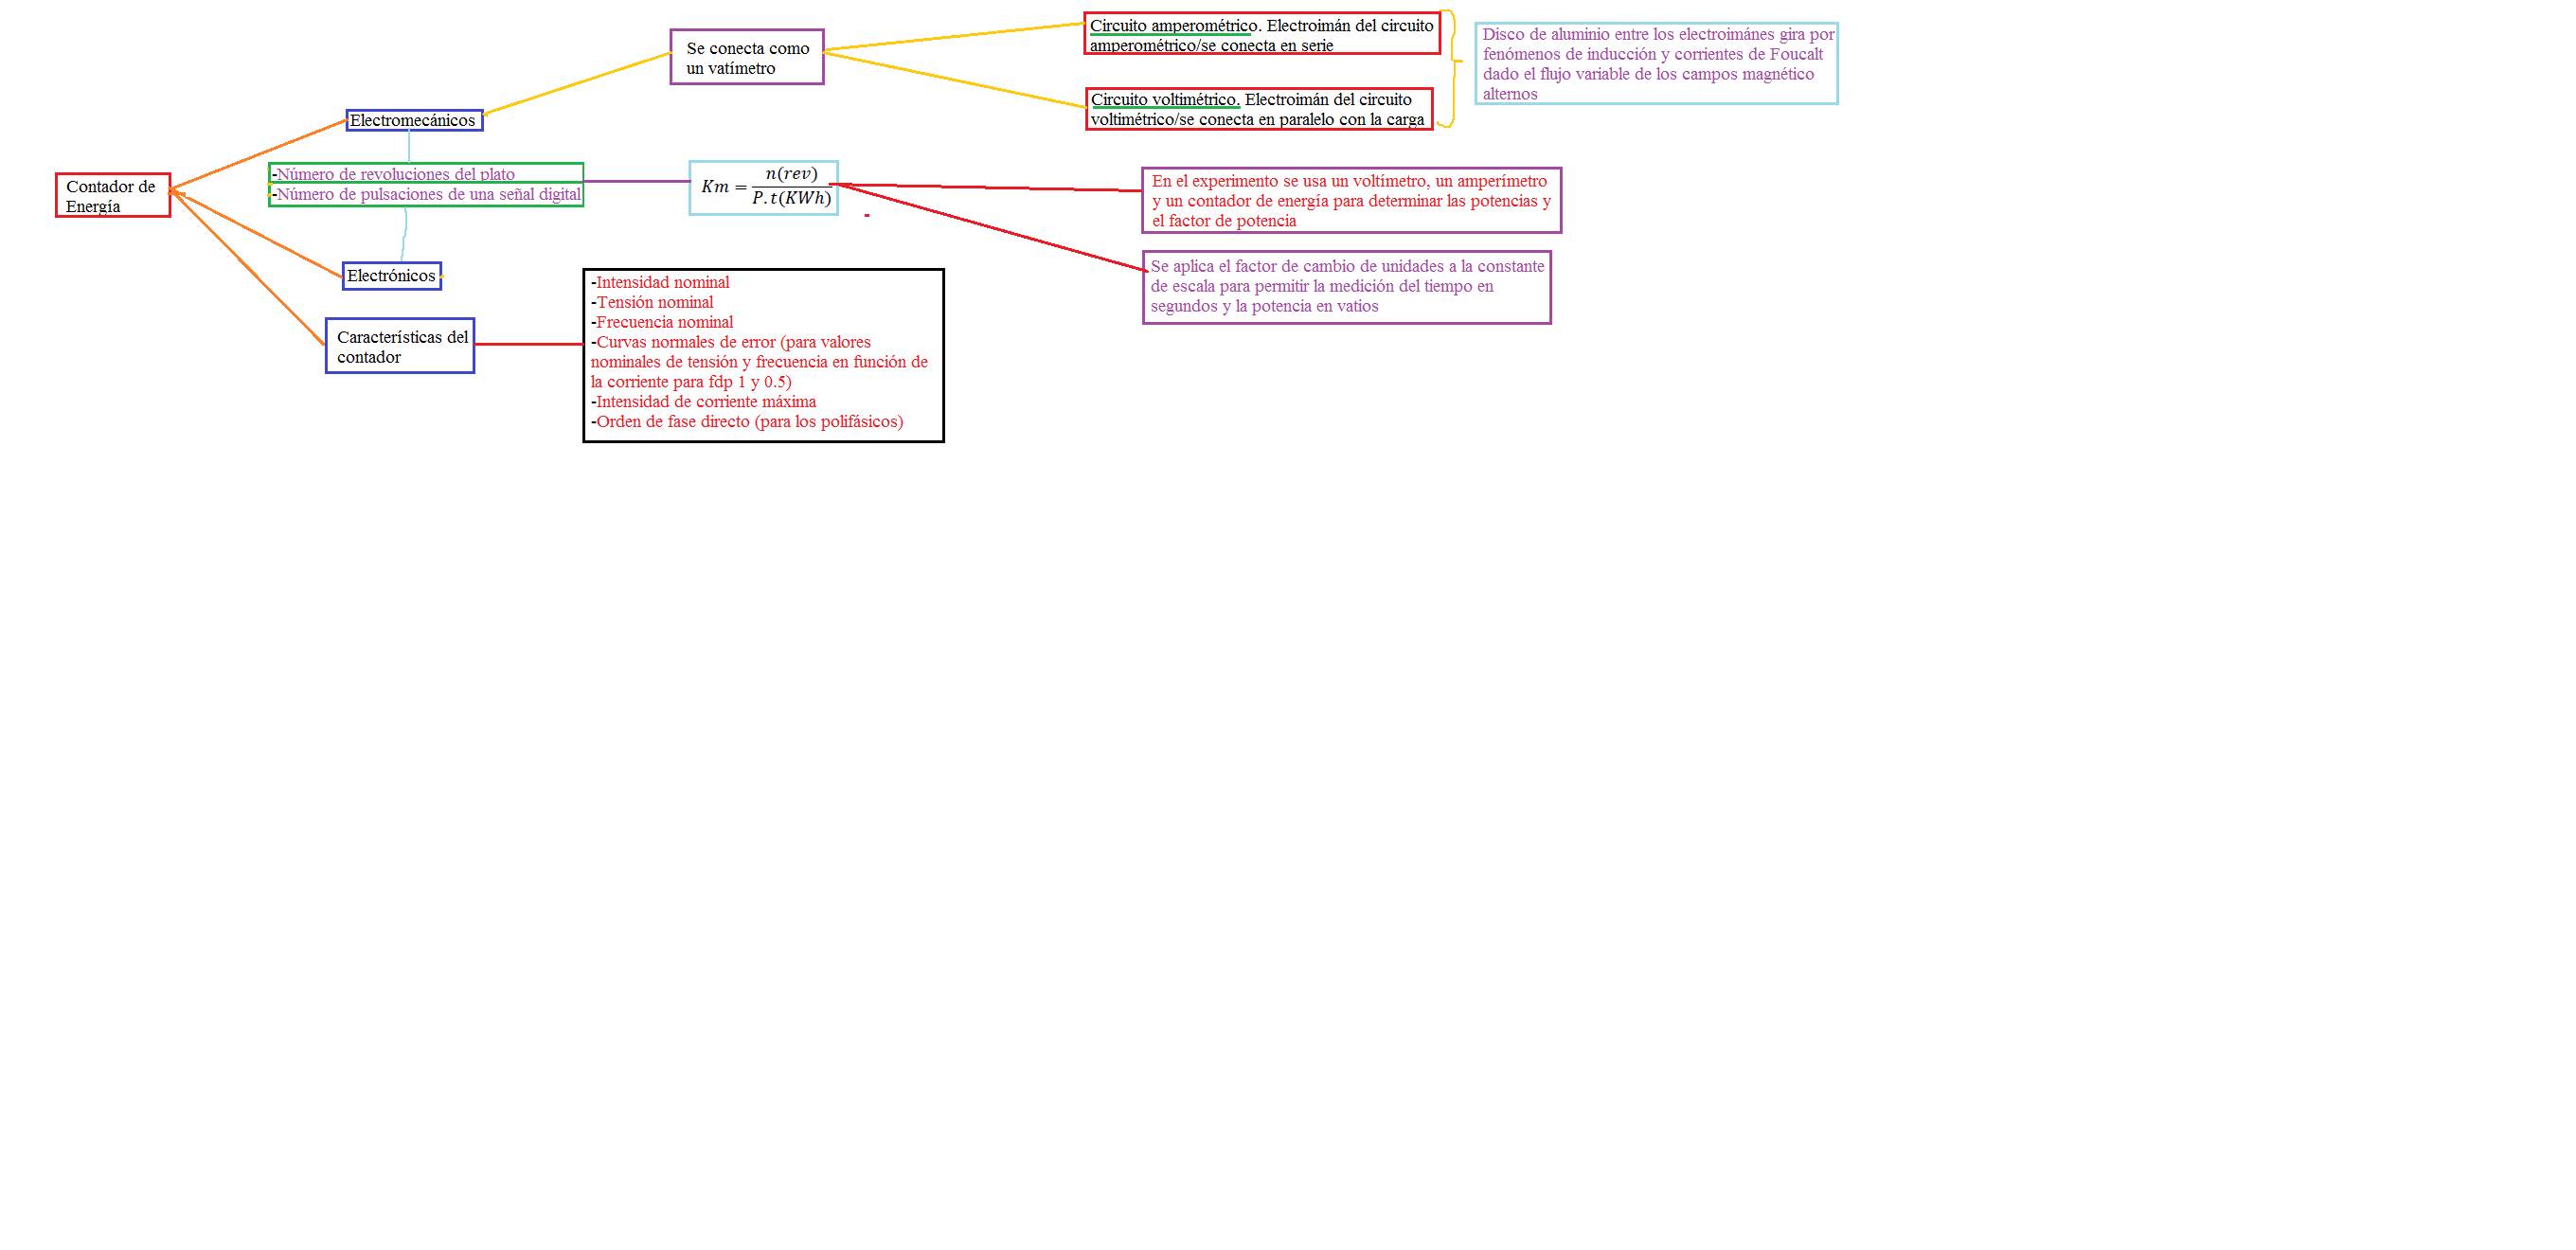 Contador de
Energía
Electromecánicos
-Número de revoluciones del plato
-Número de pulsaciones de una señal digital
Electrónicos
Características del
contador
Se conecta como
un vatímetro
Circuito amperométrico. Electroimán del circuito
amperométrico/se conecta en serie
Circuito voltimétrico. Electroimán del circuito
voltimétrico/se conecta en paralelo con la carga
Disco de aluminio entre los electroimánes gira por
fenómenos de inducción y corrientes de Foucalt
dado el flujo variable de los campos magnético
alternos
Km = n(rev) / P.t(KWh)
En el experimento se usa un voltímetro, un amperímetro
y un contador de energía para determinar las potencias y
el factor de potencia
Se aplica el factor de cambio de unidades a la constante
de escala para permitir la medición del tiempo en
segundos y la potencia en vatios
-Intensidad nominal
-Tensión nominal
-Frecuencia nominal
-Curvas normales de error (para valores
nominales de tensión y frecuencia en función de
la corriente para fdp 1 y 0.5)
-Intensidad de corriente máxima
-Orden de fase directo (para los polifásicos)